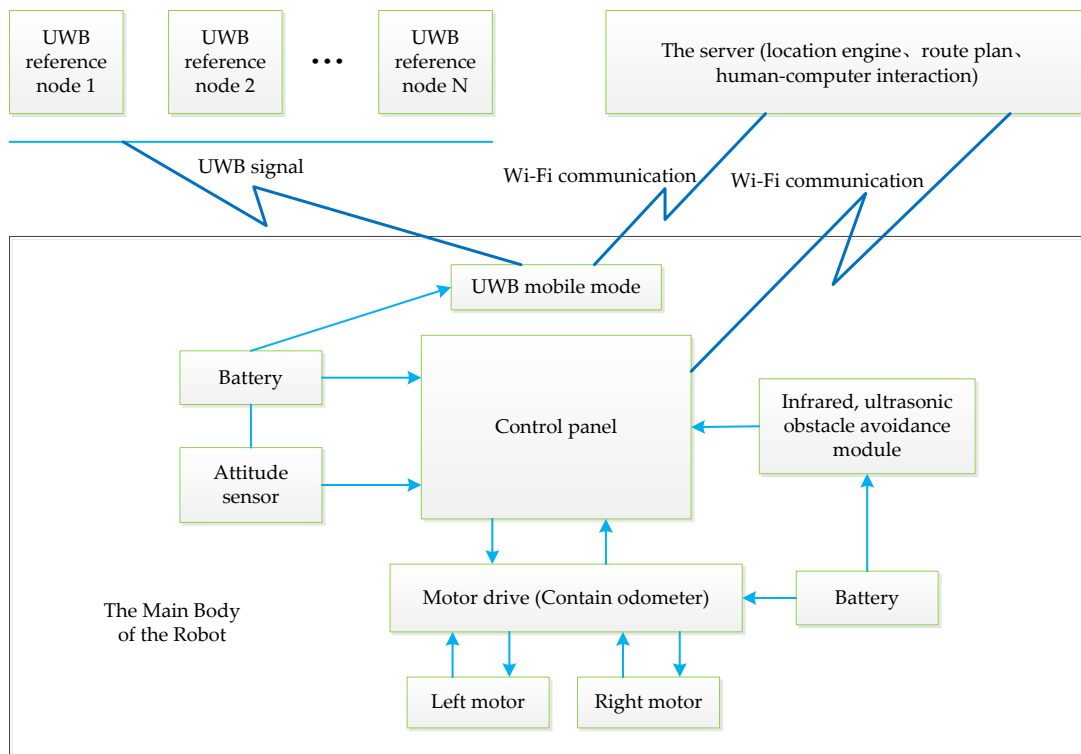 UWB
reference
node 1
UWB
reference
node 2
•••
UWB
reference
node N
The server (location engine、route plan、
human-computer interaction)
UWB signal
Wi-Fi communication
Wi-Fi communication
UWB mobile mode
Battery
Control panel
Infrared, ultrasonic
obstacle avoidance
module
Attitude
sensor
Motor drive (Contain odometer)
Battery
The Main Body
of the Robot
Left motor
Right motor